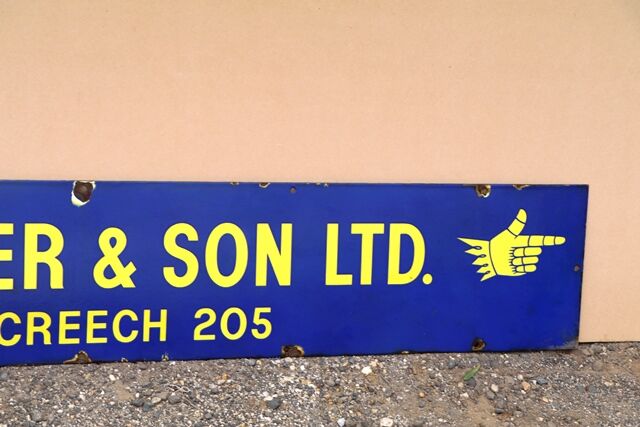 ER & SON LTD.
CREECH 205